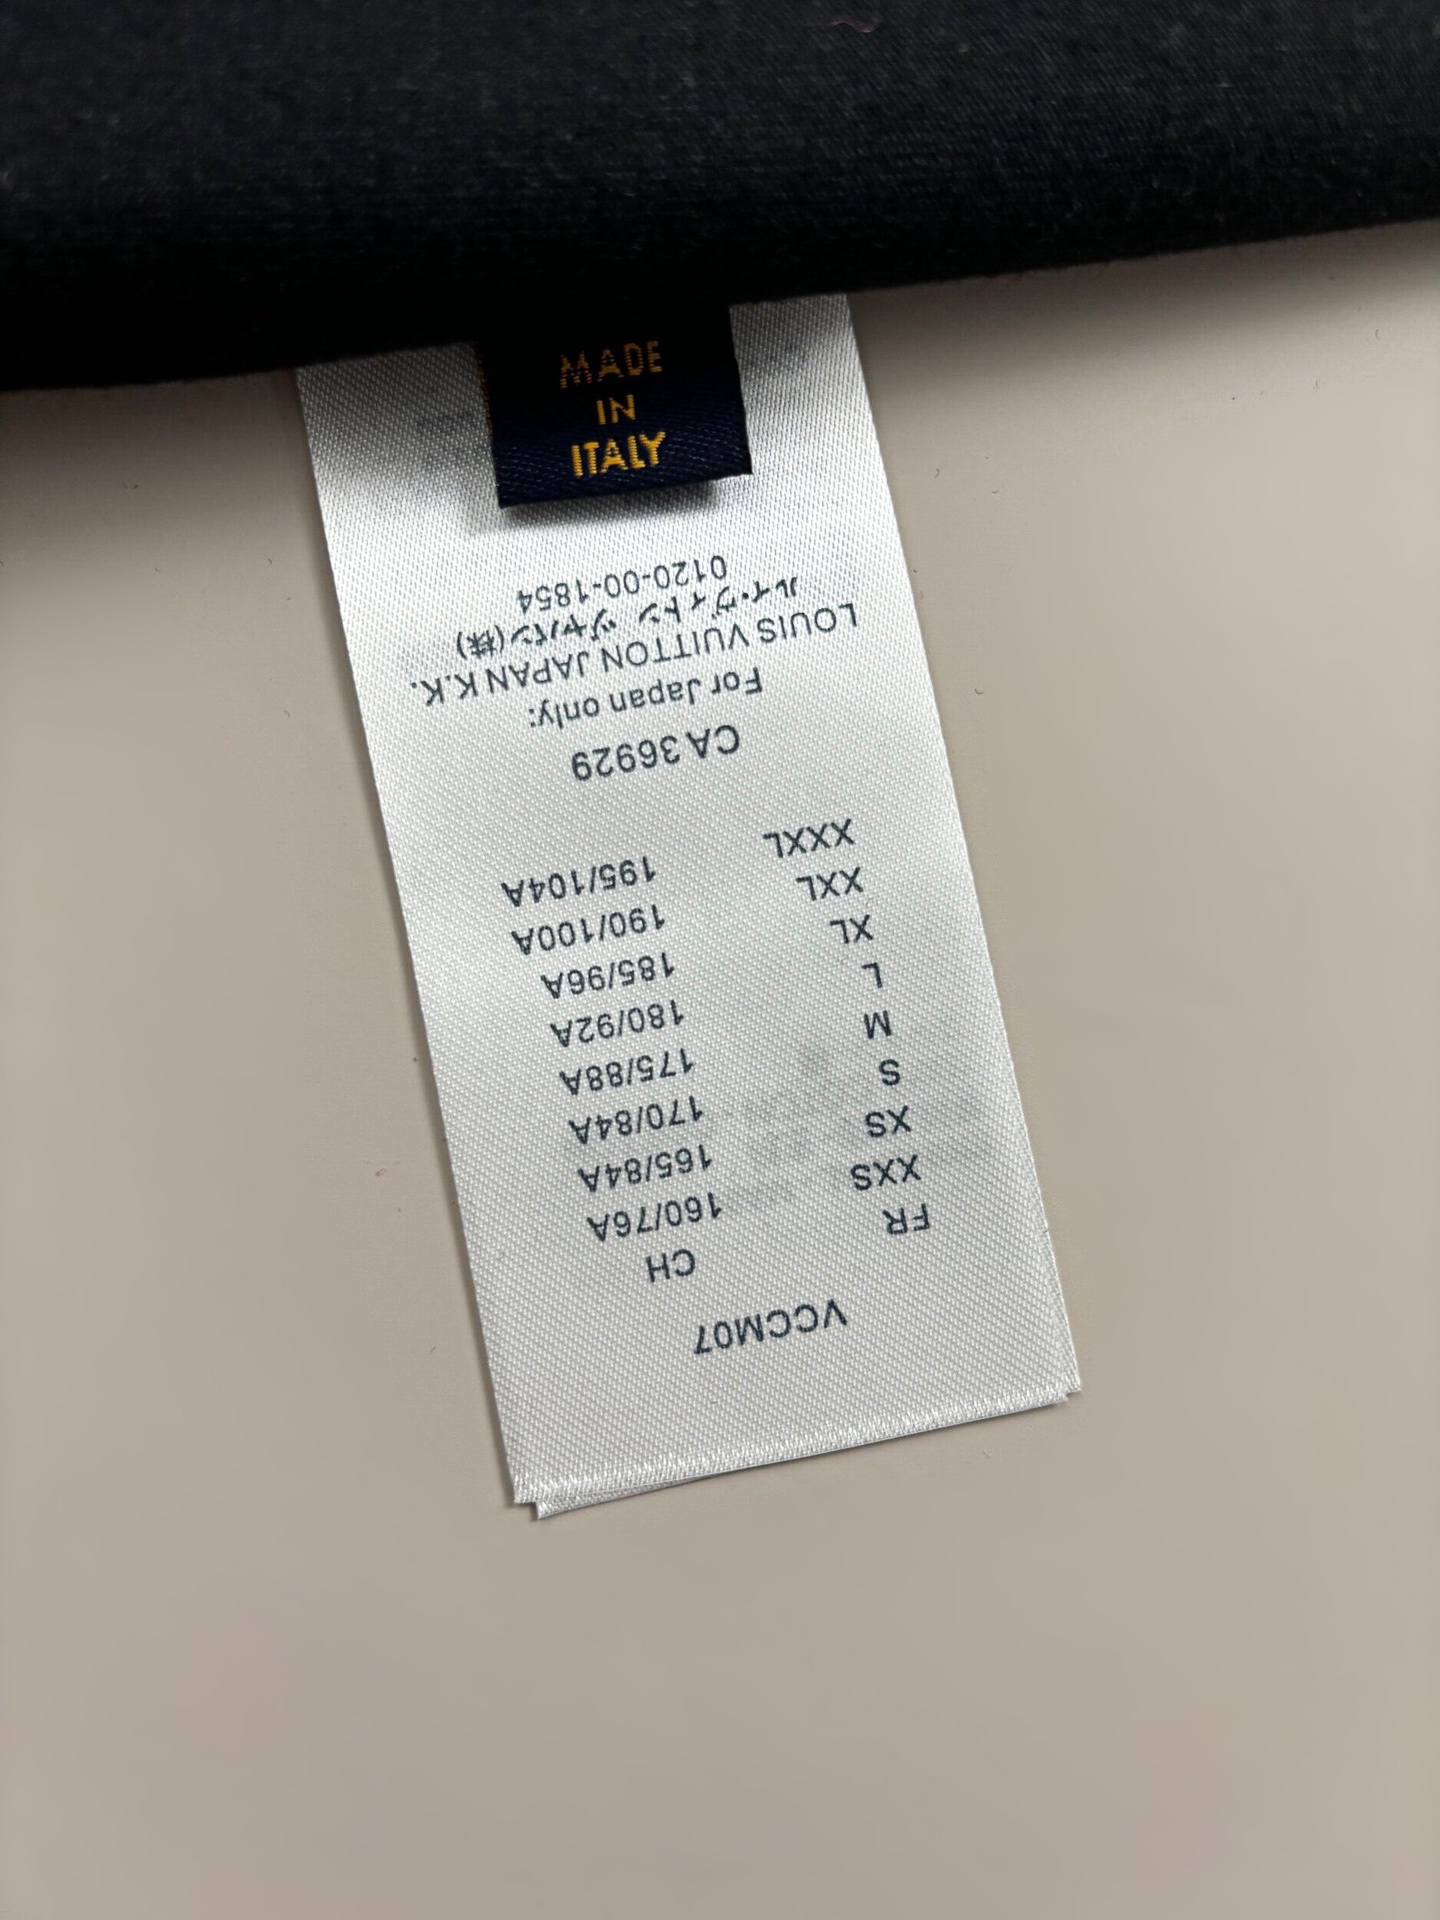 MADE
IN
ITALY
VCCM07
FR CH
XXS 160/76A
XS 165/84A
S 170/84A
M 175/88A
L 180/92A
XL 185/96A
XXL 190/100A
XXXL 195/104A
CA 36929
For Japan only:
LOUIS VUITTON JAPAN K.K.
ルイ・ヴィトン ジャパン(株)
0120-00-1854